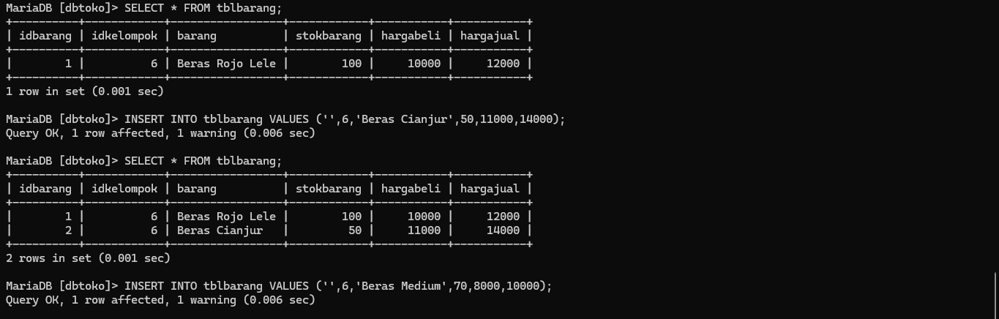 MariaDB [dbtoko]> SELECT * FROM tblbarang;
+----------+------------+-----------------+------------+-----------+-----------+
| idbarang | idkelompok | barang          | stokbarang | hargabeli | hargajual |
+----------+------------+-----------------+------------+-----------+-----------+
|        1 |          6 | Beras Rojo Lele |        100 |     10000 |     12000 |
+----------+------------+-----------------+------------+-----------+-----------+
1 row in set (0.001 sec)

MariaDB [dbtoko]> INSERT INTO tblbarang VALUES ('',6,'Beras Cianjur',50,11000,14000);
Query OK, 1 row affected, 1 warning (0.006 sec)

MariaDB [dbtoko]> SELECT * FROM tblbarang;
+----------+------------+-----------------+------------+-----------+-----------+
| idbarang | idkelompok | barang          | stokbarang | hargabeli | hargajual |
+----------+------------+-----------------+------------+-----------+-----------+
|        1 |          6 | Beras Rojo Lele |        100 |     10000 |     12000 |
|        2 |          6 | Beras Cianjur   |         50 |     11000 |     14000 |
+----------+------------+-----------------+------------+-----------+-----------+
2 rows in set (0.001 sec)

MariaDB [dbtoko]> INSERT INTO tblbarang VALUES ('',6,'Beras Medium',70,8000,10000);
Query OK, 1 row affected, 1 warning (0.006 sec)